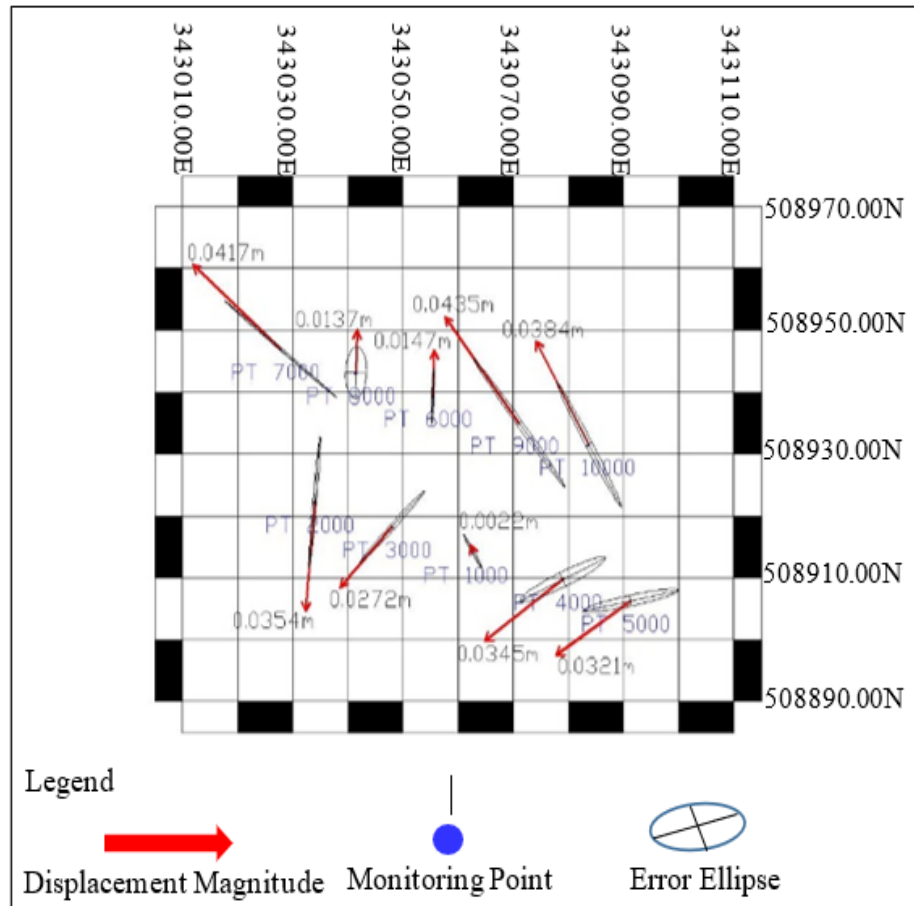 343010.00E
343030.00E
343050.00E
343070.00E
343090.00E
343110.00E
508970.00N
0.0417m
0.0435m
0.0137m
508950.00N
0.0384m
0.0147m
PT 7000
PT 8000
PT 6000
PT 9000
508930.00N
PT 10000
PT 2000
0.0022m
PT 3000
PT 1000
508910.00N
0.0272m
PT 4000
0.0354m
PT 5000
0.0345m
0.0321m
508890.00N
Legend
Displacement Magnitude
Monitoring Point
Error Ellipse